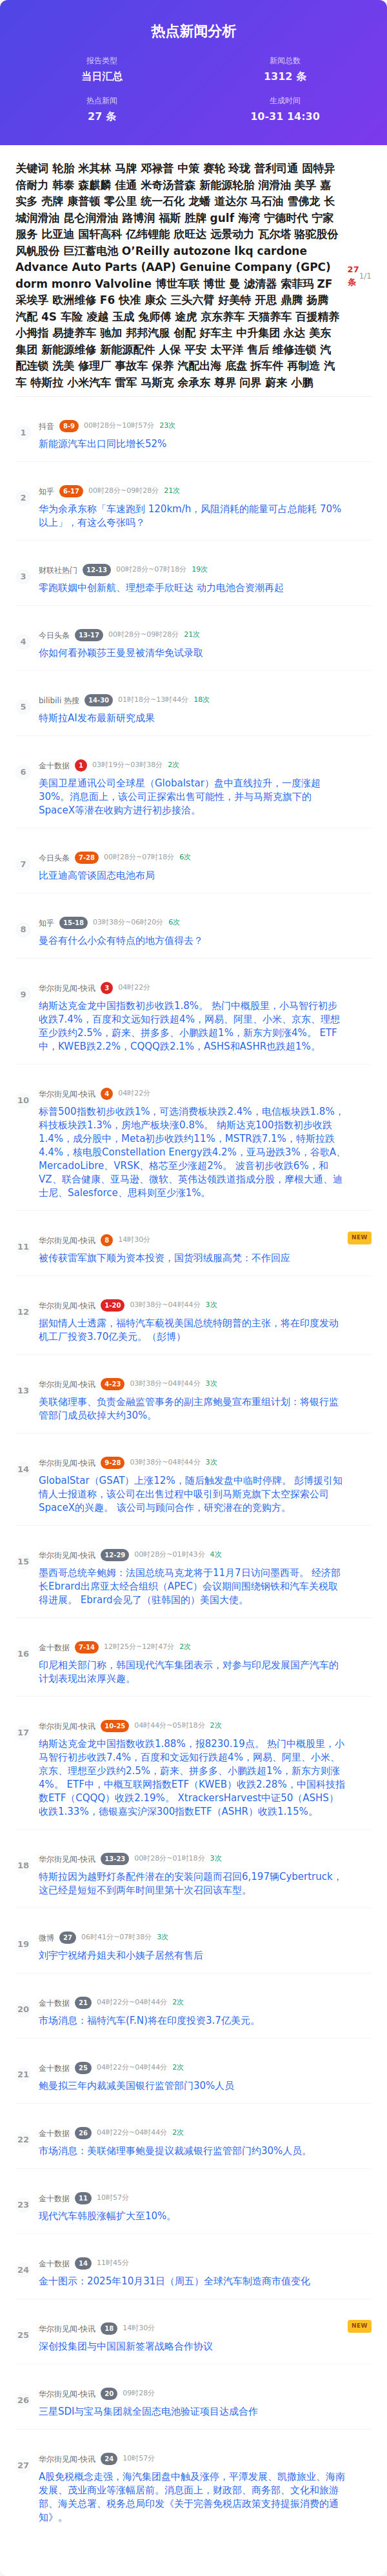 热点新闻分析
报告类型
当日汇总
新闻总数
1312 条
热点新闻
27 条
生成时间
10-31 14:30
关键词 轮胎 米其林 马牌 邓禄普 中策 赛轮 玲珑 普利司通 固特异
倍耐力 韩泰 森麒麟 佳通 米奇汤普森 新能源轮胎 润滑油 美孚 嘉
实多 壳牌 康普顿 零公里 统一石化 龙蟠 道达尔 马石油 雪佛龙 长
城润滑油 昆仑润滑油 路博润 福斯 胜牌 gulf 海湾 宁德时代 宁家
服务 比亚迪 国轩高科 亿纬锂能 欣旺达 远景动力 瓦尔塔 骆驼股份
风帆股份 巨江蓄电池 O’Reilly autozone lkq cardone
Advance Auto Parts (AAP) Genuine Company (GPC)
dorm monro Valvoline 博世车联 博世 曼 滤清器 索菲玛 ZF
采埃孚 欧洲维修 F6 快准 康众 三头六臂 好美特 开思 鼎腾 扬腾
汽配 4S 车险 凌越 玉成 兔师傅 途虎 京东养车 天猫养车 百援精养
小拇指 易捷养车 驰加 邦邦汽服 创配 好车主 中升集团 永达 美东
集团 新能源维修 新能源配件 人保 平安 太平洋 售后 维修连锁 汽
配连锁 洗美 修理厂 事故车 保养 汽配出海 底盘 拆车件 再制造 汽
车 特斯拉 小米汽车 雷军 马斯克 余承东 尊界 问界 蔚来 小鹏
27
条
1/1
1
抖音 8-9 00时28分~10时57分 23次
新能源汽车出口同比增长52%
2
知乎 6-17 00时28分~09时28分 21次
华为余承东称「车速跑到 120km/h，风阻消耗的能量可占总能耗 70%
以上」，有这么夸张吗？
3
财联社热门 12-13 00时28分~07时18分 19次
零跑联姻中创新航、理想牵手欣旺达 动力电池合资潮再起
4
今日头条 13-17 00时28分~09时28分 21次
你如何看孙颖莎王曼昱被清华免试录取
5
bilibili 热搜 14-30 01时18分~13时44分 18次
特斯拉AI发布最新研究成果
6
金十数据 1 03时19分~03时38分 2次
美国卫星通讯公司全球星（Globalstar）盘中直线拉升，一度涨超
30%。消息面上，该公司正探索出售可能性，并与马斯克旗下的
SpaceX等潜在收购方进行初步接洽。
7
今日头条 7-28 00时28分~07时18分 6次
比亚迪高管谈固态电池布局
8
知乎 15-18 03时38分~06时20分 6次
曼谷有什么小众有特点的地方值得去？
9
华尔街见闻-快讯 3 04时22分
纳斯达克金龙中国指数初步收跌1.8%。 热门中概股里，小马智行初步
收跌7.4%，百度和文远知行跌超4%，网易、阿里、小米、京东、理想
至少跌约2.5%，蔚来、拼多多、小鹏跌超1%，新东方则涨4%。 ETF
中，KWEB跌2.2%，CQQQ跌2.1%，ASHS和ASHR也跌超1%。
10
华尔街见闻-快讯 4 04时22分
标普500指数初步收跌1%，可选消费板块跌2.4%，电信板块跌1.8%，
科技板块跌1.3%，房地产板块涨0.8%。 纳斯达克100指数初步收跌
1.4%，成分股中，Meta初步收跌约11%，MSTR跌7.1%，特斯拉跌
4.4%，核电股Constellation Energy跌4.2%，亚马逊跌3%，谷歌A、
MercadoLibre、VRSK、格芯至少涨超2%。 波音初步收跌6%，和
VZ、联合健康、亚马逊、微软、英伟达领跌道指成分股，摩根大通、迪
士尼、Salesforce、思科则至少涨1%。
11
华尔街见闻-快讯 8 14时30分
NEW
被传获雷军旗下顺为资本投资，国货羽绒服高梵：不作回应
12
华尔街见闻-快讯 1-20 03时38分~04时44分 3次
据知情人士透露，福特汽车藐视美国总统特朗普的主张，将在印度发动
机工厂投资3.70亿美元。（彭博）
13
华尔街见闻-快讯 4-23 03时38分~04时44分 3次
美联储理事、负责金融监管事务的副主席鲍曼宣布重组计划：将银行监
管部门成员砍掉大约30%。
14
华尔街见闻-快讯 9-28 03时38分~04时44分 3次
GlobalStar（GSAT）上涨12%，随后触发盘中临时停牌。 彭博援引知
情人士报道称，该公司在出售过程中吸引到马斯克旗下太空探索公司
SpaceX的兴趣。 该公司与顾问合作，研究潜在的竞购方。
15
华尔街见闻-快讯 12-29 00时28分~01时43分 4次
墨西哥总统辛鲍姆：法国总统马克龙将于11月7日访问墨西哥。 经济部
长Ebrard出席亚太经合组织（APEC）会议期间围绕钢铁和汽车关税取
得进展。 Ebrard会见了（驻韩国的）美国大使。
16
金十数据 7-14 12时25分~12时47分 2次
印尼相关部门称，韩国现代汽车集团表示，对参与印尼发展国产汽车的
计划表现出浓厚兴趣。
17
华尔街见闻-快讯 10-25 04时44分~05时18分 2次
纳斯达克金龙中国指数收跌1.88%，报8230.19点。 热门中概股里，小
马智行初步收跌7.4%，百度和文远知行跌超4%，网易、阿里、小米、
京东、理想至少跌约2.5%，蔚来、拼多多、小鹏跌超1%，新东方则涨
4%。 ETF中，中概互联网指数ETF（KWEB）收跌2.28%，中国科技指
数ETF（CQQQ）收跌2.19%。 XtrackersHarvest中证50（ASHS）
收跌1.33%，德银嘉实沪深300指数ETF（ASHR）收跌1.15%。
18
华尔街见闻-快讯 13-23 00时28分~01时18分 3次
特斯拉因为越野灯条配件潜在的安装问题而召回6,197辆Cybertruck，
这已经是短短不到两年时间里第十次召回该车型。
19
微博 27 06时41分~07时38分 3次
刘宇宁祝绪丹姐夫和小姨子居然有售后
20
金十数据 21 04时22分~04时44分 2次
市场消息：福特汽车(F.N)将在印度投资3.7亿美元。
21
金十数据 25 04时22分~04时44分 2次
鲍曼拟三年内裁减美国银行监管部门30%人员
22
金十数据 26 04时22分~04时44分 2次
市场消息：美联储理事鲍曼提议裁减银行监管部门约30%人员。
23
金十数据 11 10时57分
现代汽车韩股涨幅扩大至10%。
24
金十数据 14 11时45分
金十图示：2025年10月31日（周五）全球汽车制造商市值变化
25
华尔街见闻-快讯 18 14时30分
NEW
深创投集团与中国国新签署战略合作协议
26
华尔街见闻-快讯 20 09时28分
三星SDI与宝马集团就全固态电池验证项目达成合作
27
华尔街见闻-快讯 24 10时57分
A股免税概念走强，海汽集团盘中触及涨停，平潭发展、凯撒旅业、海南
发展、茂业商业等涨幅居前。消息面上，财政部、商务部、文化和旅游
部、海关总署、税务总局印发《关于完善免税店政策支持提振消费的通
知》。